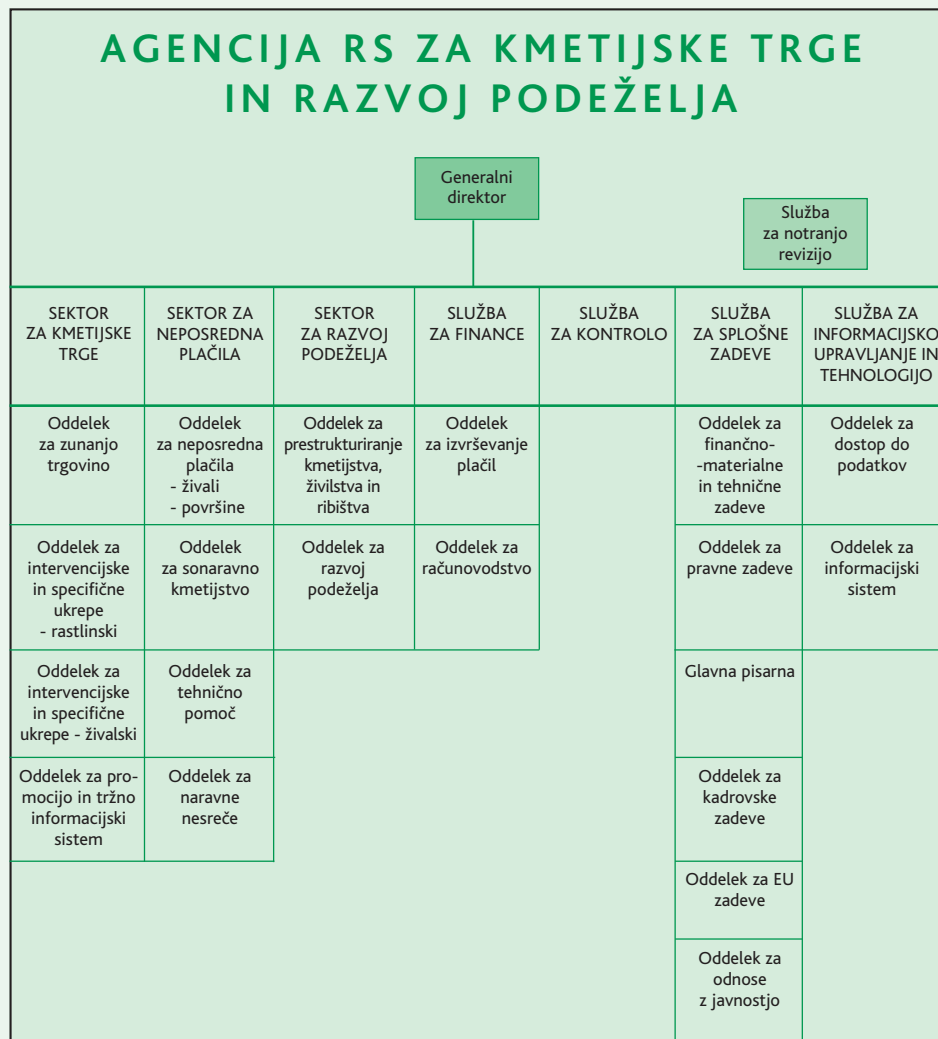 AGENCIJA RS ZA KMETIJSKE TRGE
IN RAZVOJ PODEŽELJA
Generalni
direktor
Služba
za notranjo
revizijo
SEKTOR
ZA KMETIJSKE
TRGE
SEKTOR ZA
NEPOSREDNA
PLAČILA
SEKTOR
ZA RAZVOJ
PODEŽELJA
SLUŽBA
ZA FINANCE
SLUŽBA
ZA KONTROLO
SLUŽBA
ZA SPLOŠNE
ZADEVE
SLUŽBA ZA
INFORMACIJSKO
UPRAVLJANJE IN
TEHNOLOGIJO
Oddelek
za zunanjo
trgovino
Oddelek
za neposredna
plačila
- živali
- površine
Oddelek za
prestrukturiranje
kmetijstva,
živilstva in
ribištva
Oddelek
za izvrševanje
plačil
Oddelek za
finančno-
-materialne
in tehnične
zadeve
Oddelek za
dostop do
podatkov
Oddelek za
intervencijske
in specifične
ukrepe
- rastlinski
Oddelek
za sonaravno
kmetijstvo
Oddelek za
razvoj
podeželja
Oddelek za
računovodstvo
Oddelek za
pravne zadeve
Oddelek za
informacijski
sistem
Oddelek za
intervencijske
in specifične
ukrepe - živalski
Oddelek za
tehnično
pomoč
Glavna pisarna
Oddelek za pro-
mocijo in tržno
informacijski
sistem
Oddelek za
naravne
nesreče
Oddelek za
kadrovske
zadeve
Oddelek za EU
zadeve
Oddelek za
odnose
z javnostjo